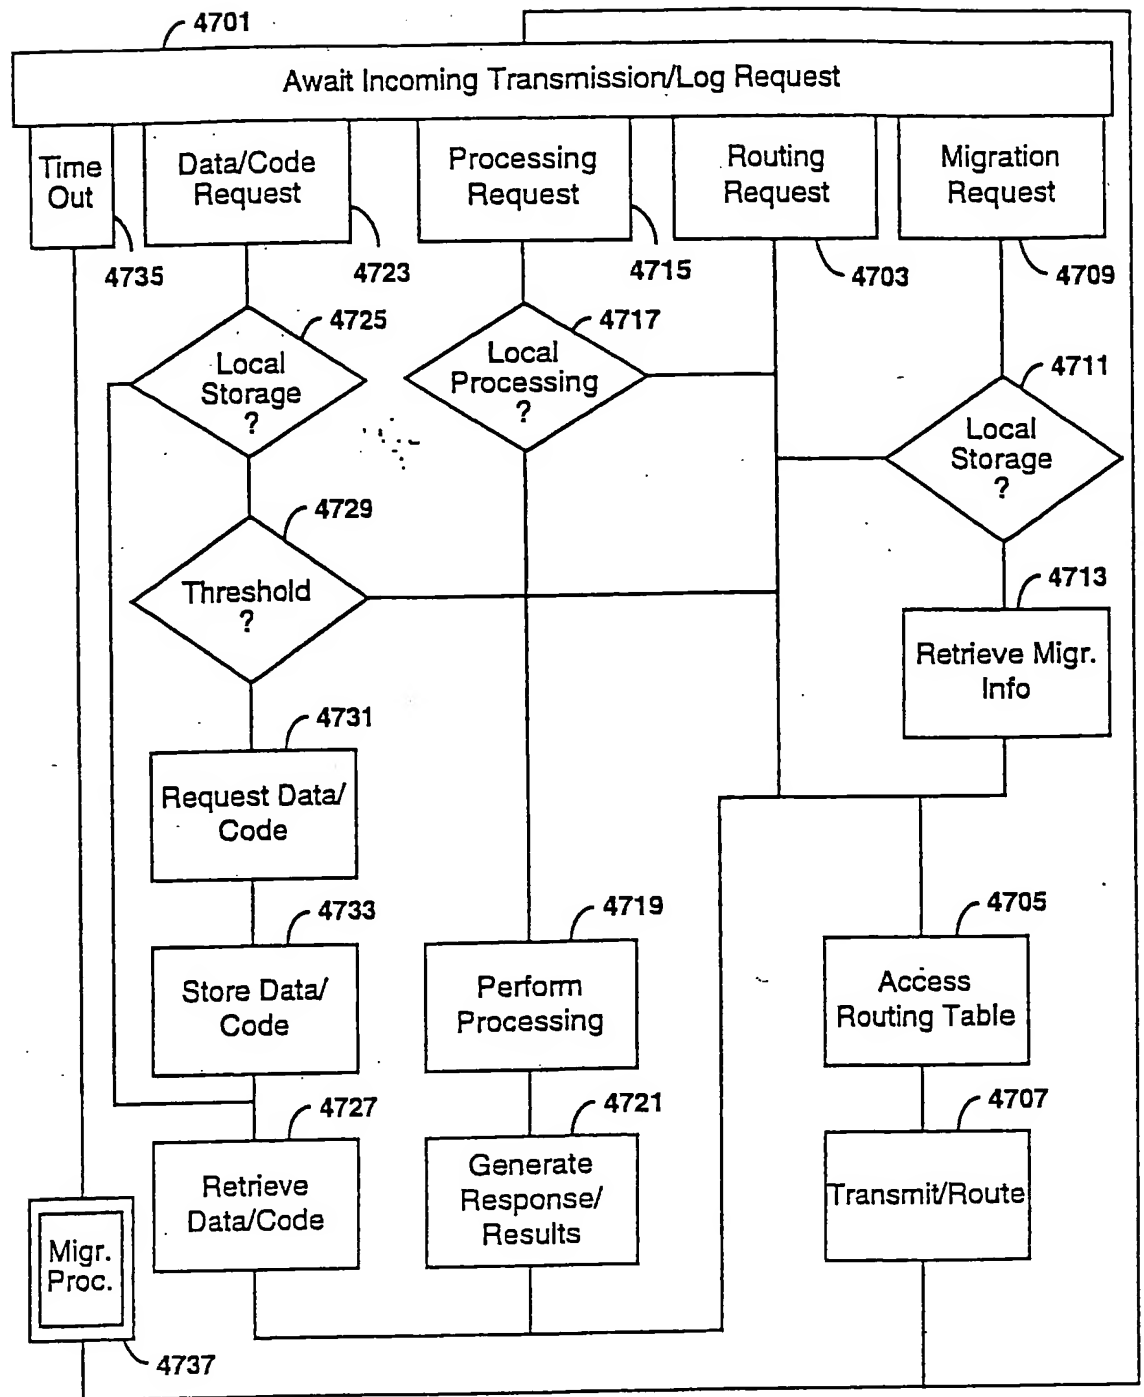 4701
Await Incoming Transmission/Log Request
Time
Out
4735
Data/Code
Request
4723
Processing
Request
4715
Routing
Request
4703
Migration
Request
4709
4725
Local
Storage
?
4717
Local
Processing
?
4711
Local
Storage
?
4729
Threshold
?
4713
Retrieve Migr.
Info
4731
Request Data/
Code
4733
Store Data/
Code
4719
Perform
Processing
4705
Access
Routing Table
4727
Retrieve
Data/Code
4721
Generate
Response/
Results
4707
Transmit/Route
Migr.
Proc.
4737